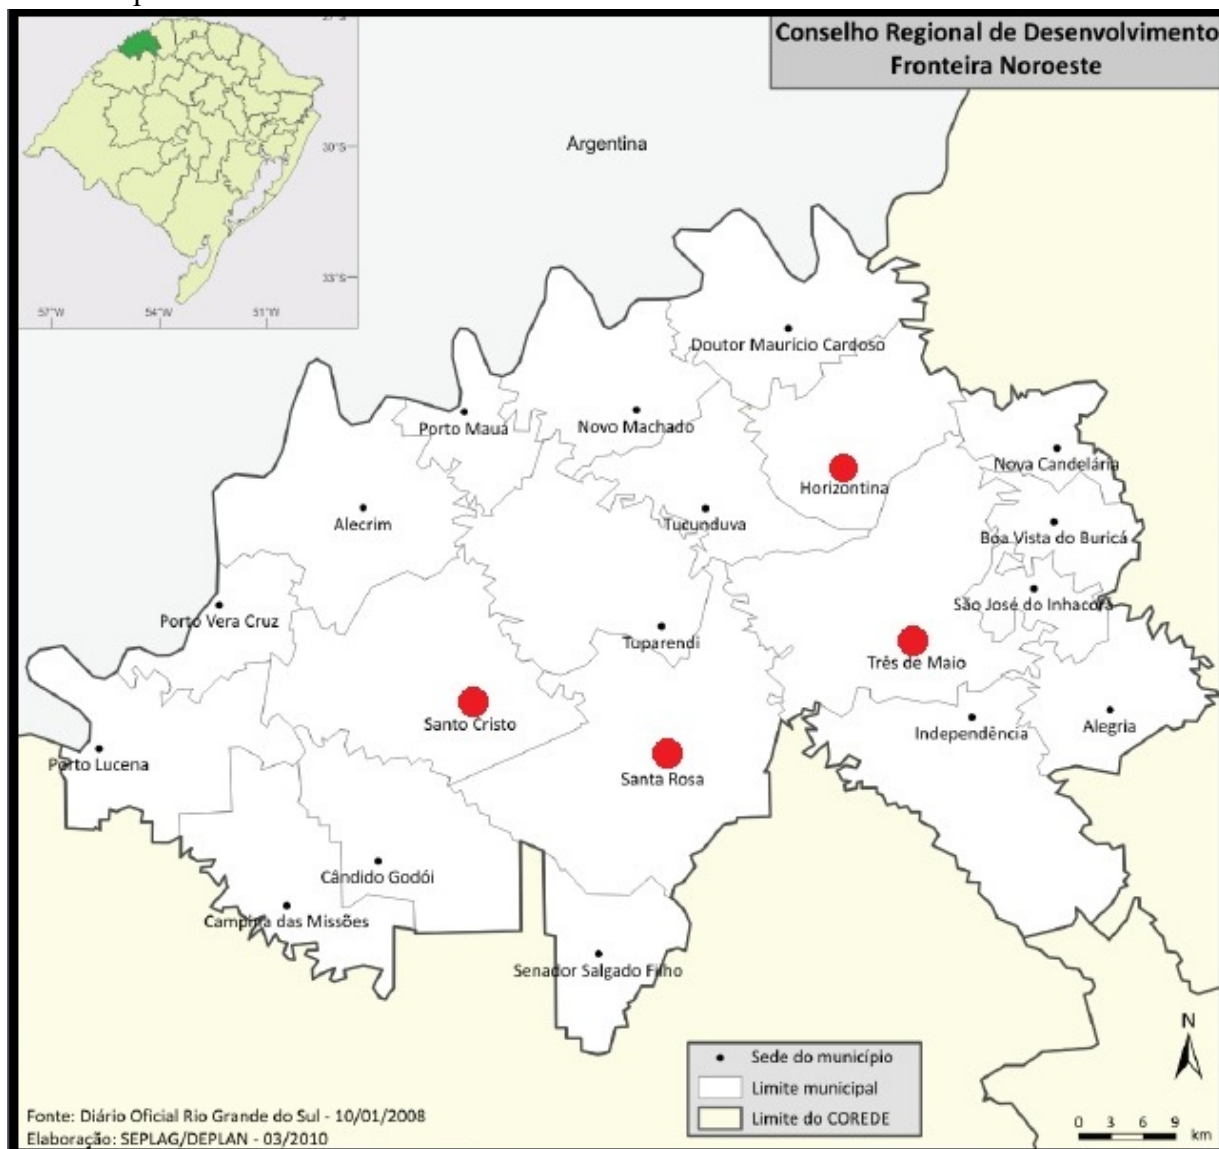 Conselho Regional de Desenvolvimento
Fronteira Noroeste
30°S
33°S
57°W
54°W
51°W
Argentina
Doutor Maurício Cardoso
Porto Mauá
Novo Machado
Nova Candelária
Horizontina
Alecrim
Tucunduva
Boa Vista do Buricá
São José do Inhacorá
Porto Vera Cruz
Tuparendi
Três de Maio
Santo Cristo
Independência
Alegria
Porto Lucena
Santa Rosa
Cândido Godói
Campina das Missões
Senador Salgado Filho
N
Sede do município
Limite municipal
Limite do COREDE
0 3 6 9
km
Fonte: Diário Oficial Rio Grande do Sul - 10/01/2008
Elaboração: SEPLAG/DEPLAN - 03/2010